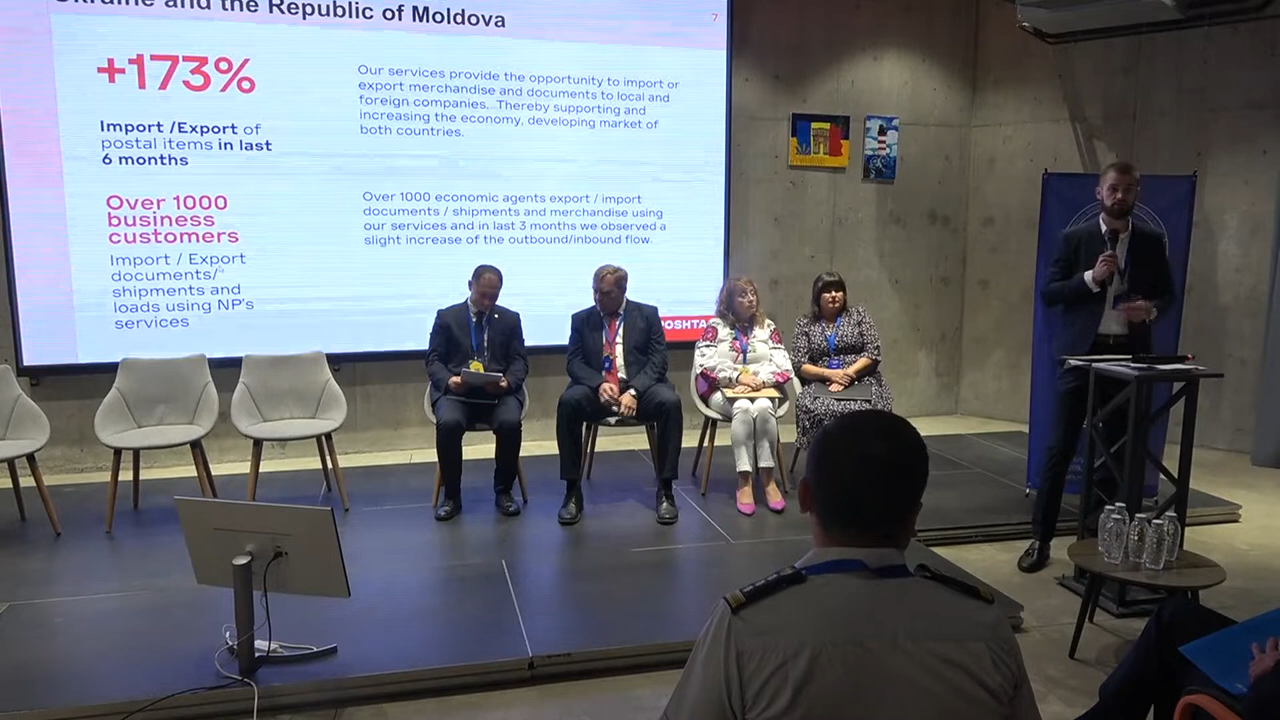 Ukraine and the Republic of Moldova
7
+173%
Import /Export of
postal items in last
6 months
Our services provide the opportunity to import or
export merchandise and documents to local and
foreign companies. Thereby supporting and
increasing the economy, developing market of
both countries.
Over 1000
business
customers
Import / Export
documents/
shipments and
loads using NP's
services
Over 1000 economic agents export / import
documents / shipments and merchandise using
our services and in last 3 months we observed a
slight increase of the outbound/inbound flow.
POSHTA